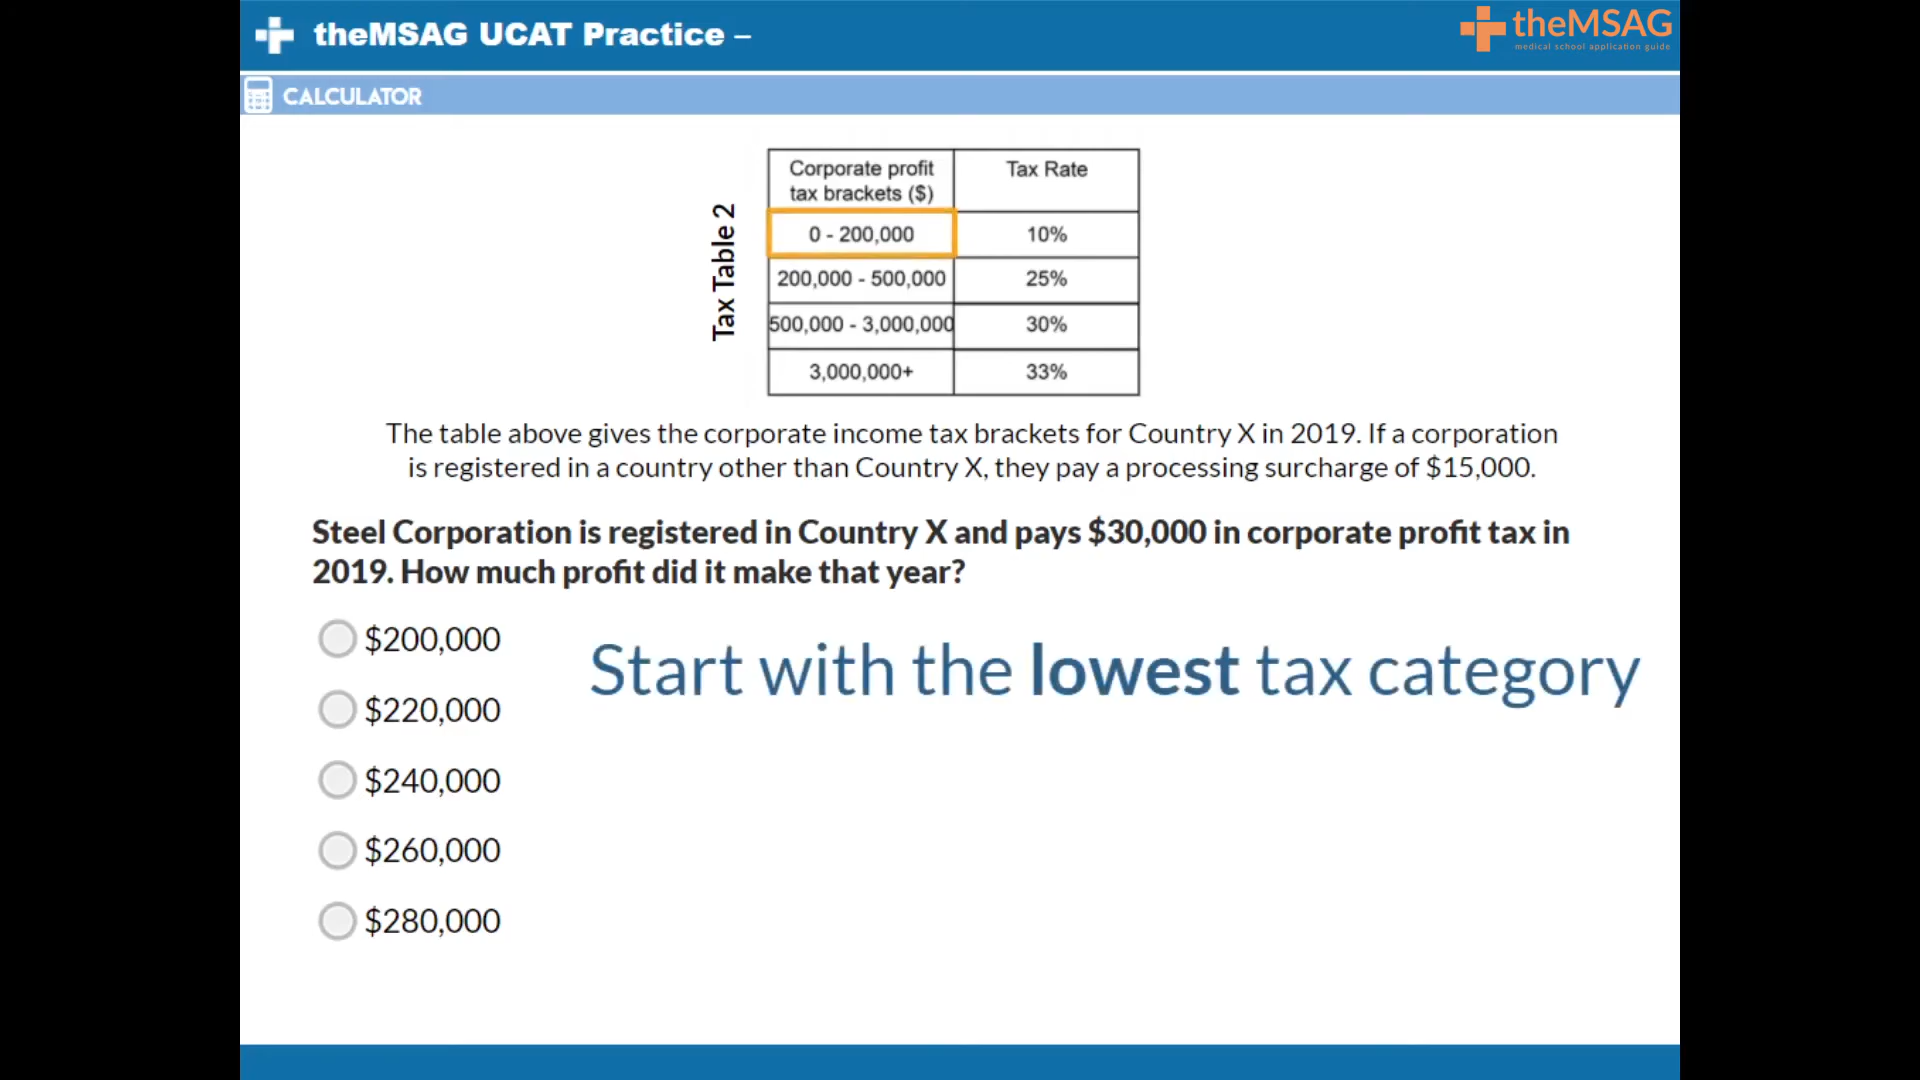 theMSAG UCAT Practice –
theMSAG
medical school application guide
CALCULATOR
Tax Table 2
Corporate profit tax brackets ($) Tax Rate
0 - 200,000 10%
200,000 - 500,000 25%
500,000 - 3,000,000 30%
3,000,000+ 33%
The table above gives the corporate income tax brackets for Country X in 2019. If a corporation
is registered in a country other than Country X, they pay a processing surcharge of $15,000.
Steel Corporation is registered in Country X and pays $30,000 in corporate profit tax in
2019. How much profit did it make that year?
$200,000
Start with the lowest tax category
$220,000
$240,000
$260,000
$280,000